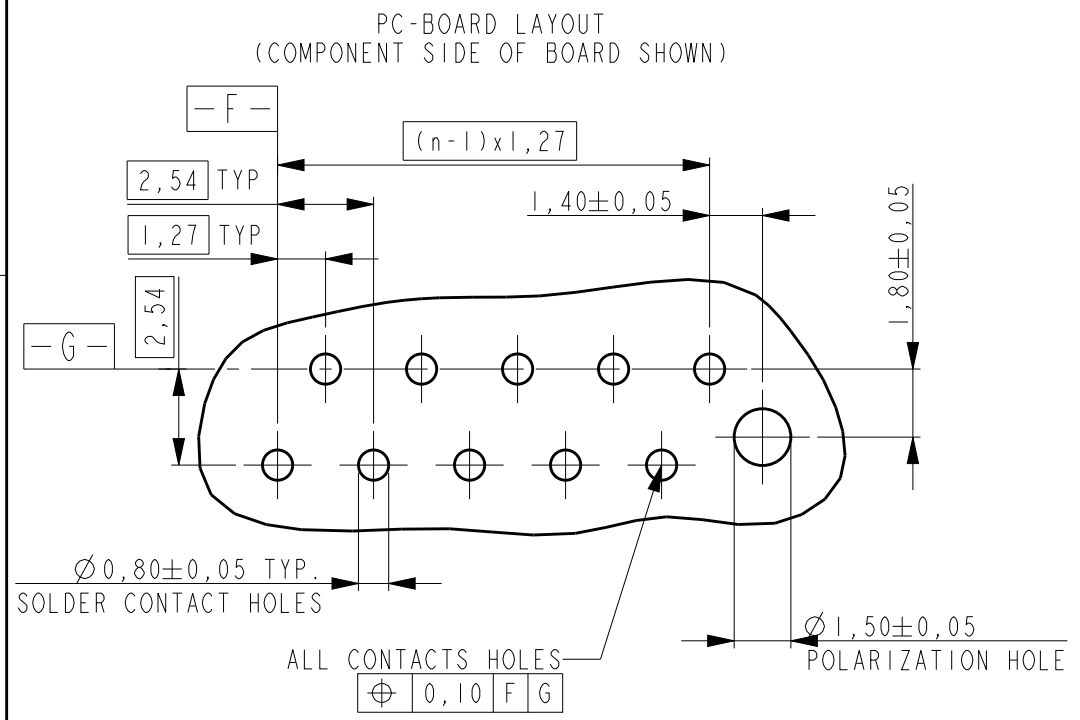 PC-BOARD LAYOUT
(COMPONENT SIDE OF BOARD SHOWN)
-F-
(n-1)x1,27
2,54 TYP
1,40±0,05
1,27 TYP
1,80±0,05
2,54
-G-
Ø0,80±0,05 TYP.
SOLDER CONTACT HOLES
Ø1,50±0,05
POLARIZATION HOLE
ALL CONTACTS HOLES
⌖ 0,10 F G